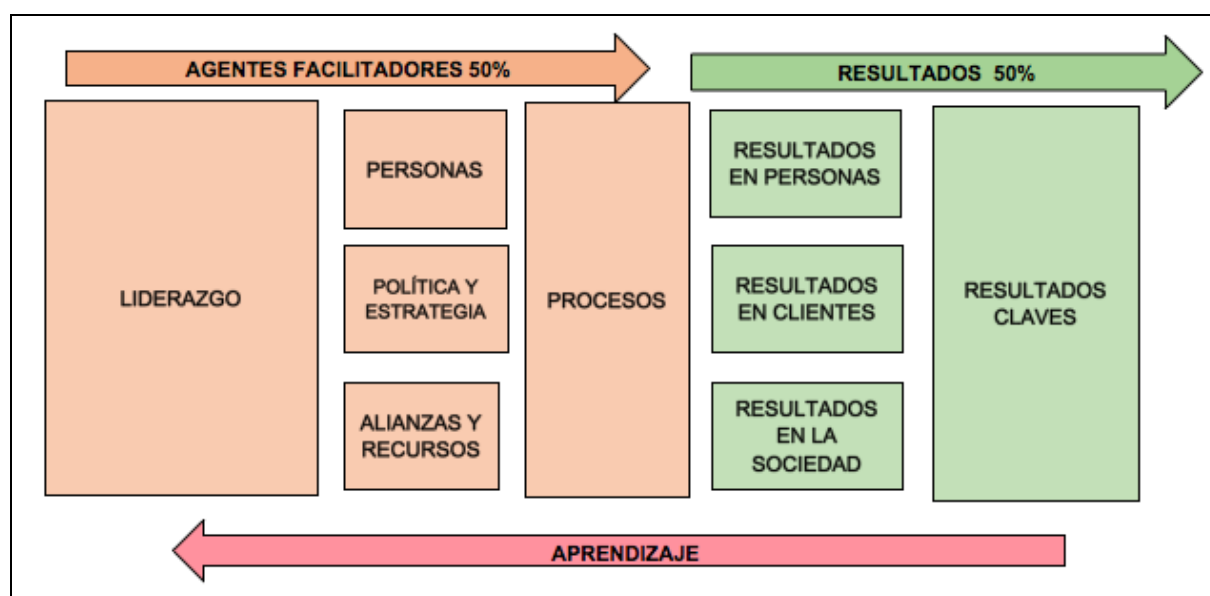 AGENTES FACILITADORES 50%
RESULTADOS 50%
LIDERAZGO
PERSONAS
POLÍTICA Y
ESTRATEGIA
ALIANZAS Y
RECURSOS
PROCESOS
RESULTADOS
EN PERSONAS
RESULTADOS
EN CLIENTES
RESULTADOS
EN LA
SOCIEDAD
RESULTADOS
CLAVES
APRENDIZAJE